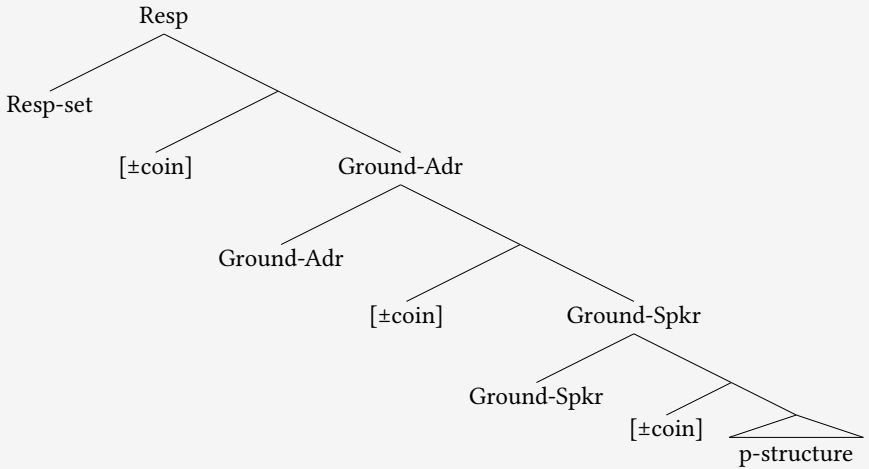 Resp
Resp-set
[±coin]
Ground-Adr
Ground-Adr
[±coin]
Ground-Spkr
Ground-Spkr
[±coin]
p-structure